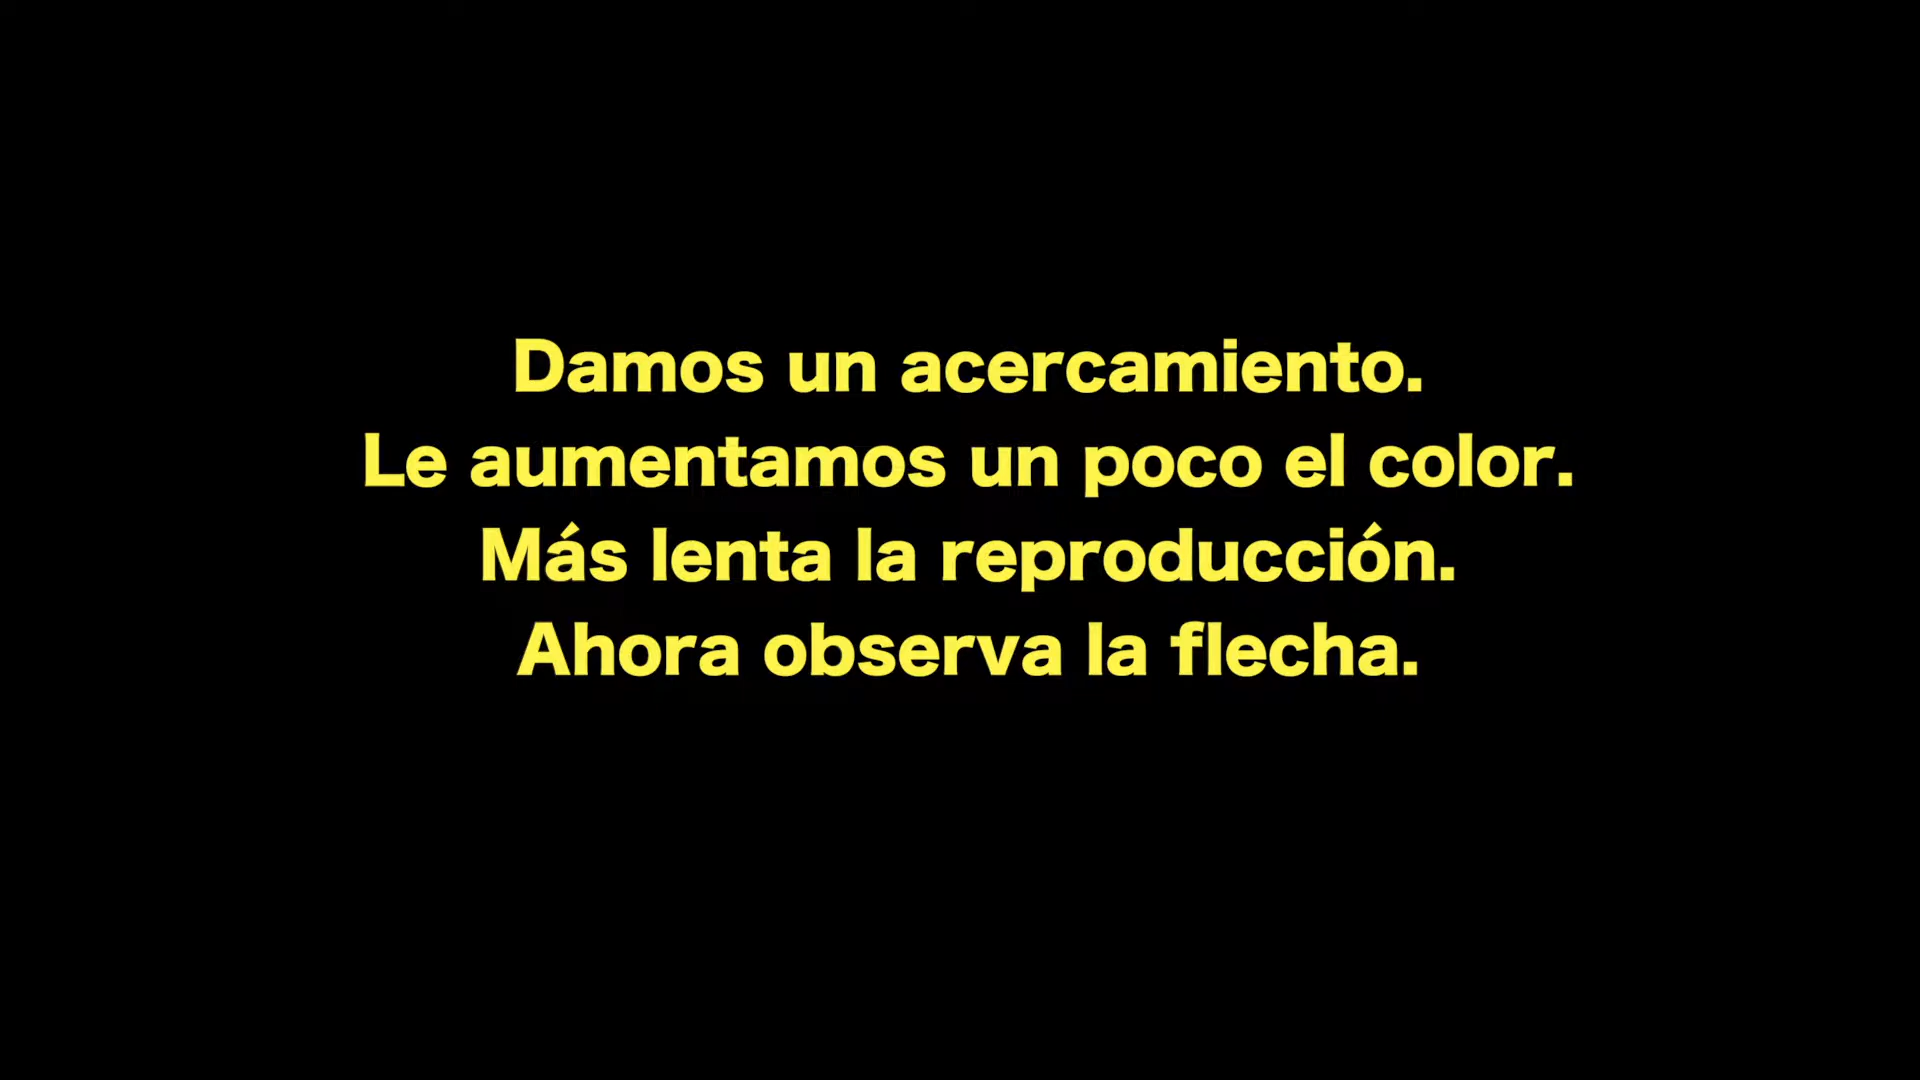 Damos un acercamiento.
Le aumentamos un poco el color.
Más lenta la reproducción.
Ahora observa la flecha.